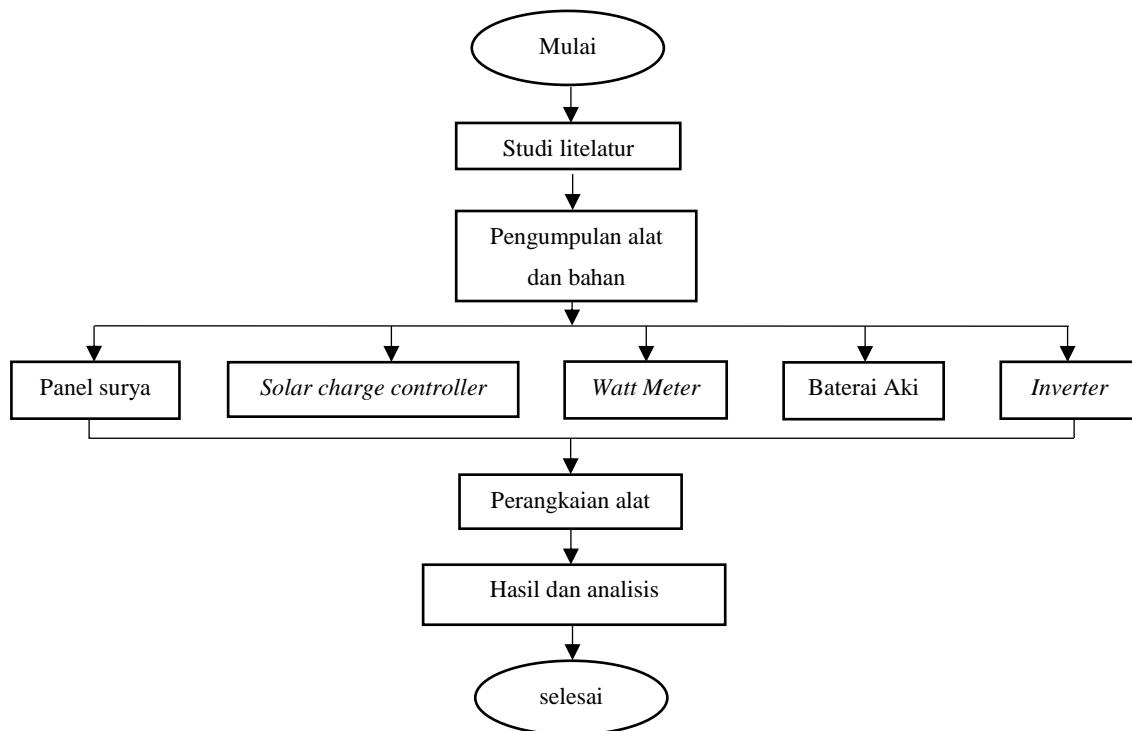 Mulai
Studi litelatur
Pengumpulan alat
dan bahan
Panel surya
Solar charge controller
Watt Meter
Baterai Aki
Inverter
Perangkaian alat
Hasil dan analisis
selesai